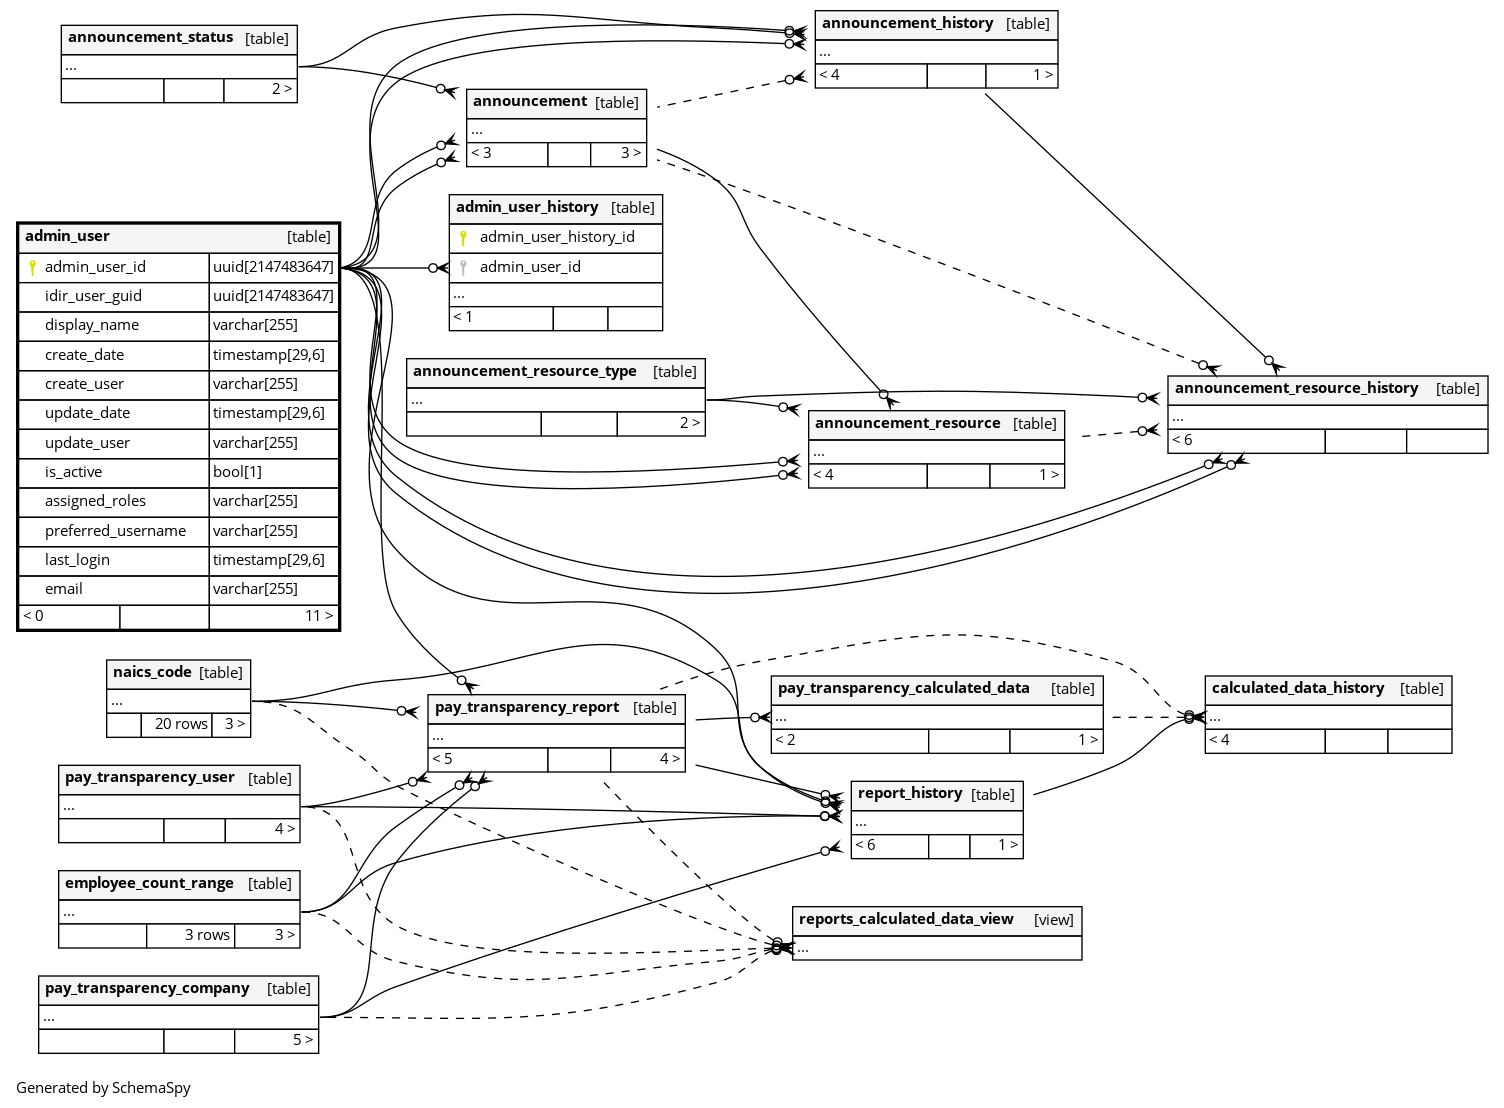 announcement_status [table]
...
2 >
announcement_history [table]
...
< 4 1 >
announcement [table]
...
< 3 3 >
admin_user_history [table]
admin_user_history_id
admin_user_id
...
< 1
admin_user [table]
admin_user_id uuid[2147483647]
idir_user_guid uuid[2147483647]
display_name varchar[255]
create_date timestamp[29,6]
create_user varchar[255]
update_date timestamp[29,6]
update_user varchar[255]
is_active bool[1]
assigned_roles varchar[255]
preferred_username varchar[255]
last_login timestamp[29,6]
email varchar[255]
< 0 11 >
announcement_resource_type [table]
...
2 >
announcement_resource [table]
...
< 4 1 >
announcement_resource_history [table]
...
< 6
naics_code [table]
...
20 rows 3 >
pay_transparency_report [table]
...
< 5 4 >
pay_transparency_calculated_data [table]
...
< 2 1 >
calculated_data_history [table]
...
< 4
pay_transparency_user [table]
...
4 >
report_history [table]
...
< 6 1 >
employee_count_range [table]
...
3 rows 3 >
reports_calculated_data_view [view]
...
pay_transparency_company [table]
...
5 >
Generated by SchemaSpy